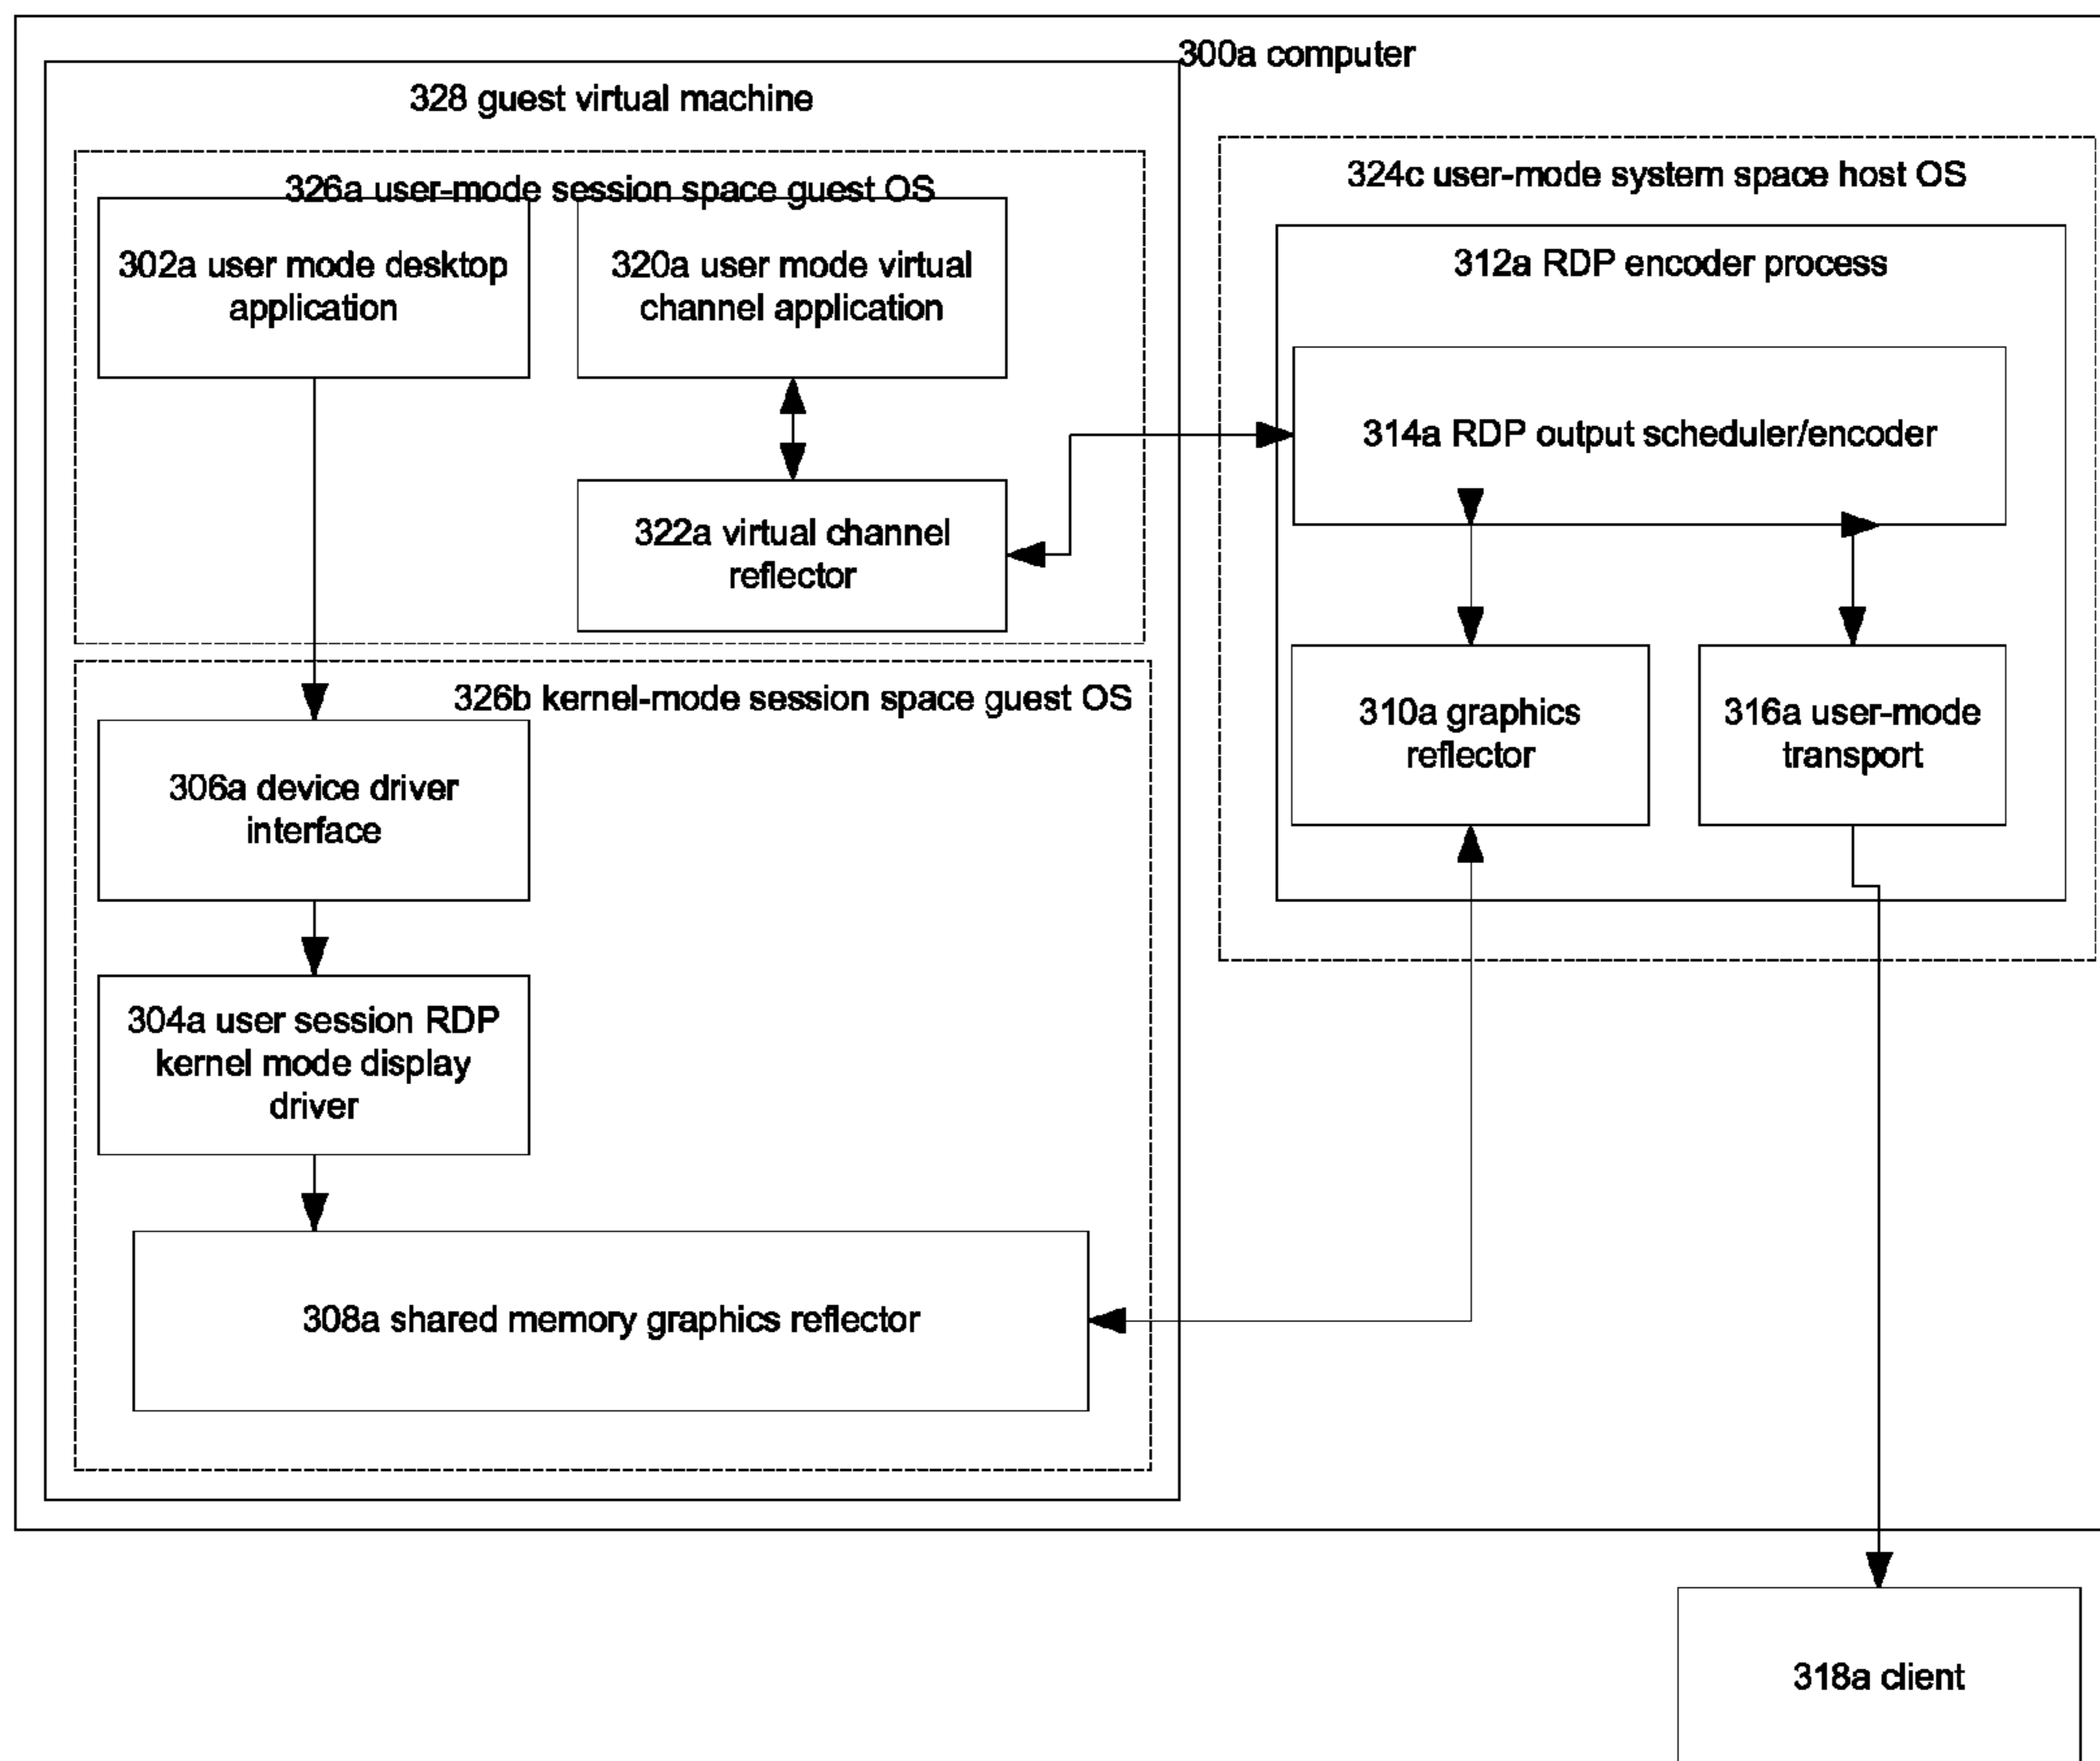 300a computer
328 guest virtual machine
326a user-mode session space guest OS
302a user mode desktop
application
320a user mode virtual
channel application
322a virtual channel
reflector
326b kernel-mode session space guest OS
306a device driver
interface
304a user session RDP
kernel mode display
driver
308a shared memory graphics reflector
324c user-mode system space host OS
312a RDP encoder process
314a RDP output scheduler/encoder
310a graphics
reflector
316a user-mode
transport
318a client